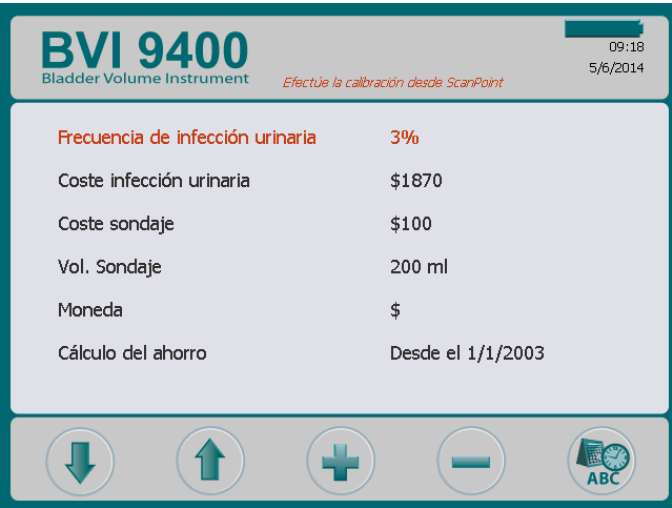 BVI 9400
Bladder Volume Instrument
Efectúe la calibración desde ScanPoint
09:18
5/6/2014
Frecuencia de infección urinaria 3%
Coste infección urinaria $1870
Coste sondaje $100
Vol. Sondaje 200 ml
Moneda $
Cálculo del ahorro Desde el 1/1/2003
ABC